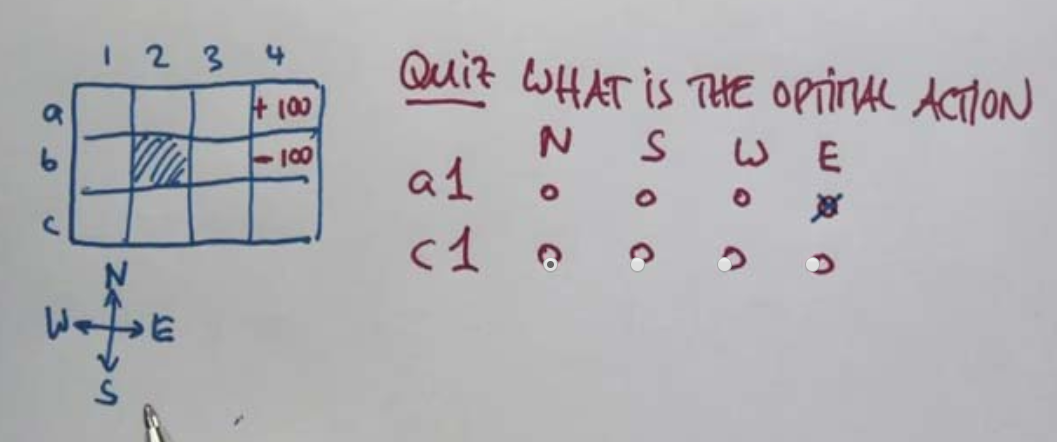 Quiz WHAT iS THE OPTIMAL ACTION
1 2 3 4
a +100
b -100
c
N S W E
a1
c1
N
W E
S